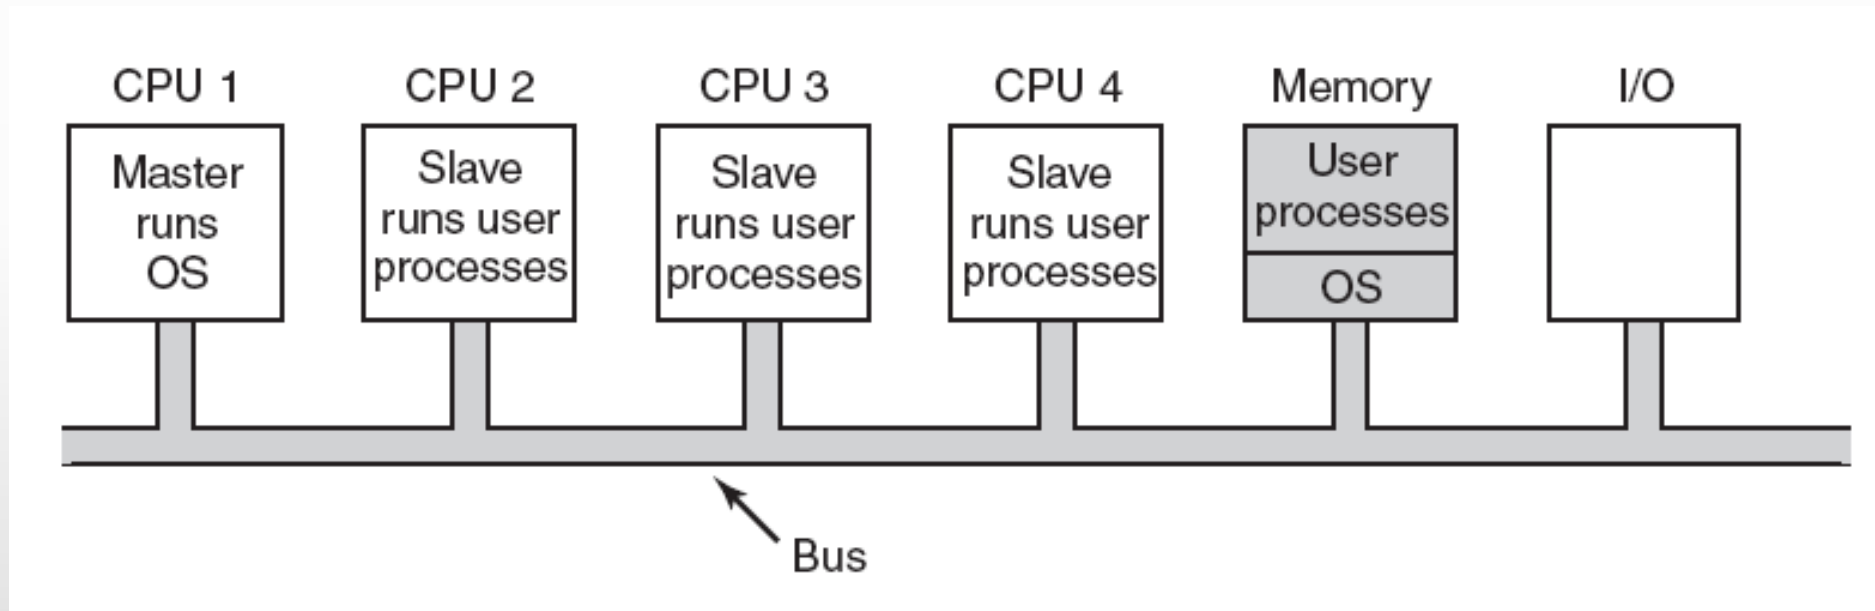 CPU 1
CPU 2
CPU 3
CPU 4
Memory
I/O
Master
runs
OS
Slave
runs user
processes
Slave
runs user
processes
Slave
runs user
processes
User
processes
OS
Bus